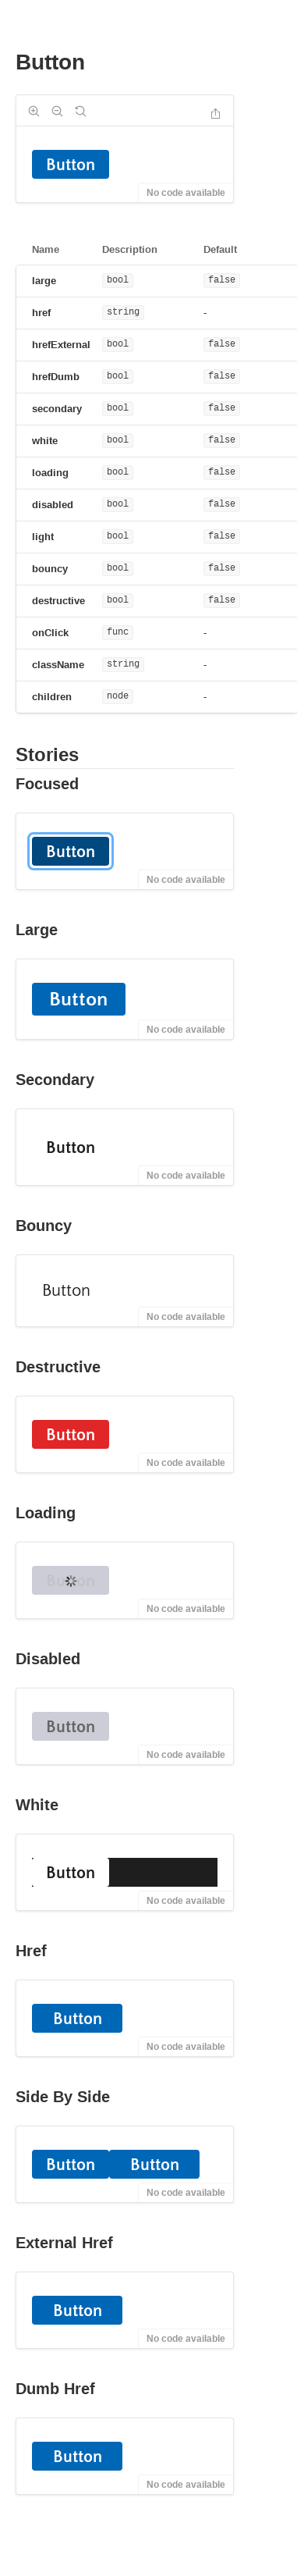 Button
Button
No code available
Name Description Default
large bool false
href string -
hrefExternal bool false
hrefDumb bool false
secondary bool false
white bool false
loading bool false
disabled bool false
light bool false
bouncy bool false
destructive bool false
onClick func -
className string -
children node -
Stories
Focused
Button
No code available
Large
Button
No code available
Secondary
Button
No code available
Bouncy
Button
No code available
Destructive
Button
No code available
Loading
Button
No code available
Disabled
Button
No code available
White
Button
No code available
Href
Button
No code available
Side By Side
Button Button
No code available
External Href
Button
No code available
Dumb Href
Button
No code available